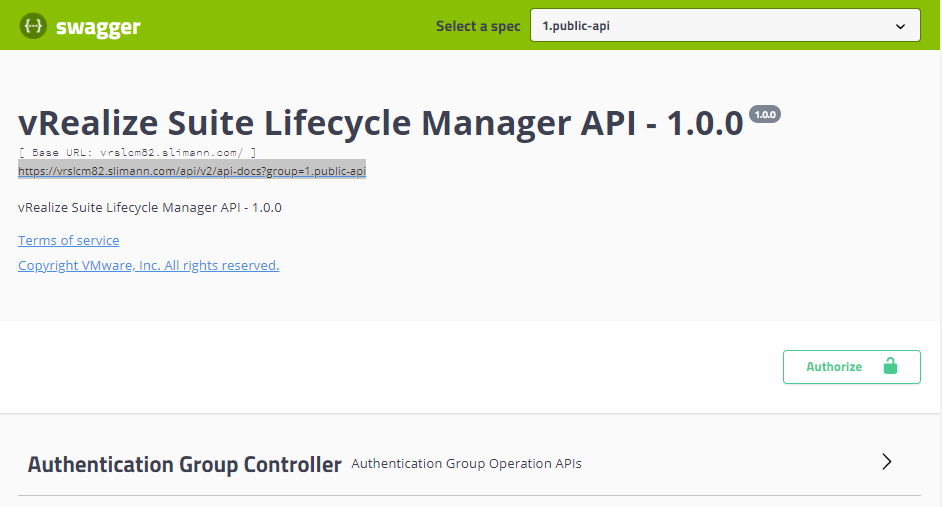 {···} swagger Select a spec 1.public-api
vRealize Suite Lifecycle Manager API - 1.0.0 1.0.0
[ Base URL: vrslcm82.slimann.com/ ]
https://vrslcm82.slimann.com/api/v2/api-docs?group=1.public-api
vRealize Suite Lifecycle Manager API - 1.0.0
Terms of service
Copyright VMware, Inc. All rights reserved.
Authorize
Authentication Group Controller Authentication Group Operation APIs